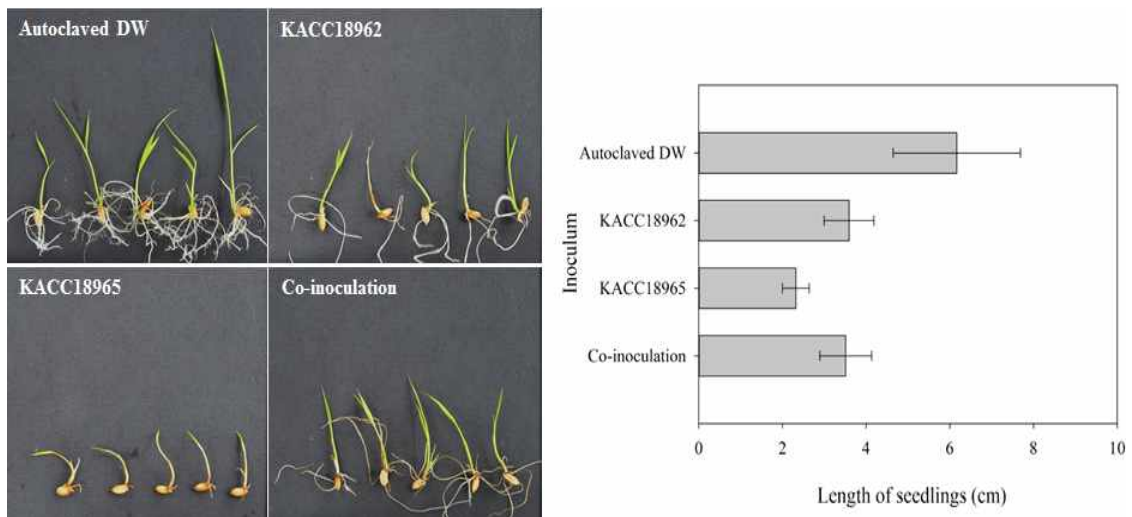 Autoclaved DW
KACC18962
KACC18965
Co-inoculation
Inoculum
Autoclaved DW
KACC18962
KACC18965
Co-inoculation
0 2 4 6 8 10
Length of seedlings (cm)